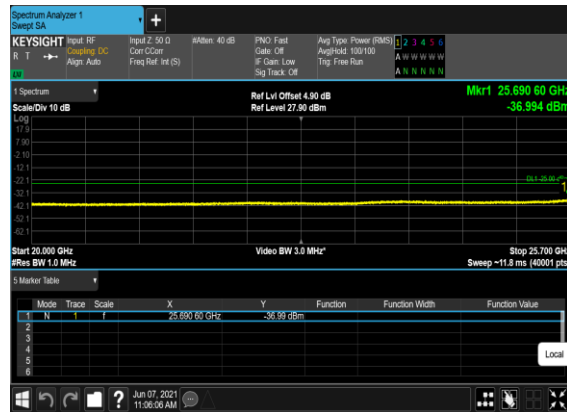 Spectrum Analyzer 1
Swept SA
+
KEYSIGHT Input: RF Input Z: 50 Ω #Atten: 40 dB PNO: Fast Avg Type: Power (RMS) 1 2 3 4 5 6
R T Coupling: DC Corr CCorr Gate: Off Avg|Hold: 100/100 A W W W W W
Align: Auto Freq Ref: Int (S) IF Gain: Low Trig: Free Run
Sig Track: Off A N N N N N
1 Spectrum Ref Lvl Offset 4.90 dB Mkr1 25.690 60 GHz
Scale/Div 10 dB Ref Level 27.90 dBm -36.994 dBm
Log
17.9
7.90
-2.10
-12.1
-22.1 DL1 -25.00
-32.1 1
-42.1
-52.1
-62.1
Start 20.000 GHz Video BW 3.0 MHz* Stop 25.700 GHz
#Res BW 1.0 MHz Sweep ~11.8 ms (40001 pts
5 Marker Table
Mode Trace Scale X Y Function Function Width Function Value
1 N 1 f 25.690 60 GHz -36.99 dBm
2
3
4
5
6
Local
? Jun 07, 2021
11:06:06 AM